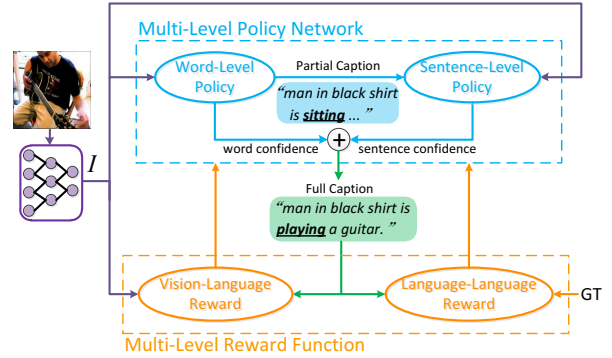 Multi-Level Policy Network
Word-Level
Policy
Partial Caption
Sentence-Level
Policy
“man in black shirt
is sitting ... ”
I
+
word confidence
sentence confidence
Full Caption
“man in black shirt is
playing a guitar. ”
Vision-Language
Reward
Language-Language
Reward
GT
Multi-Level Reward Function